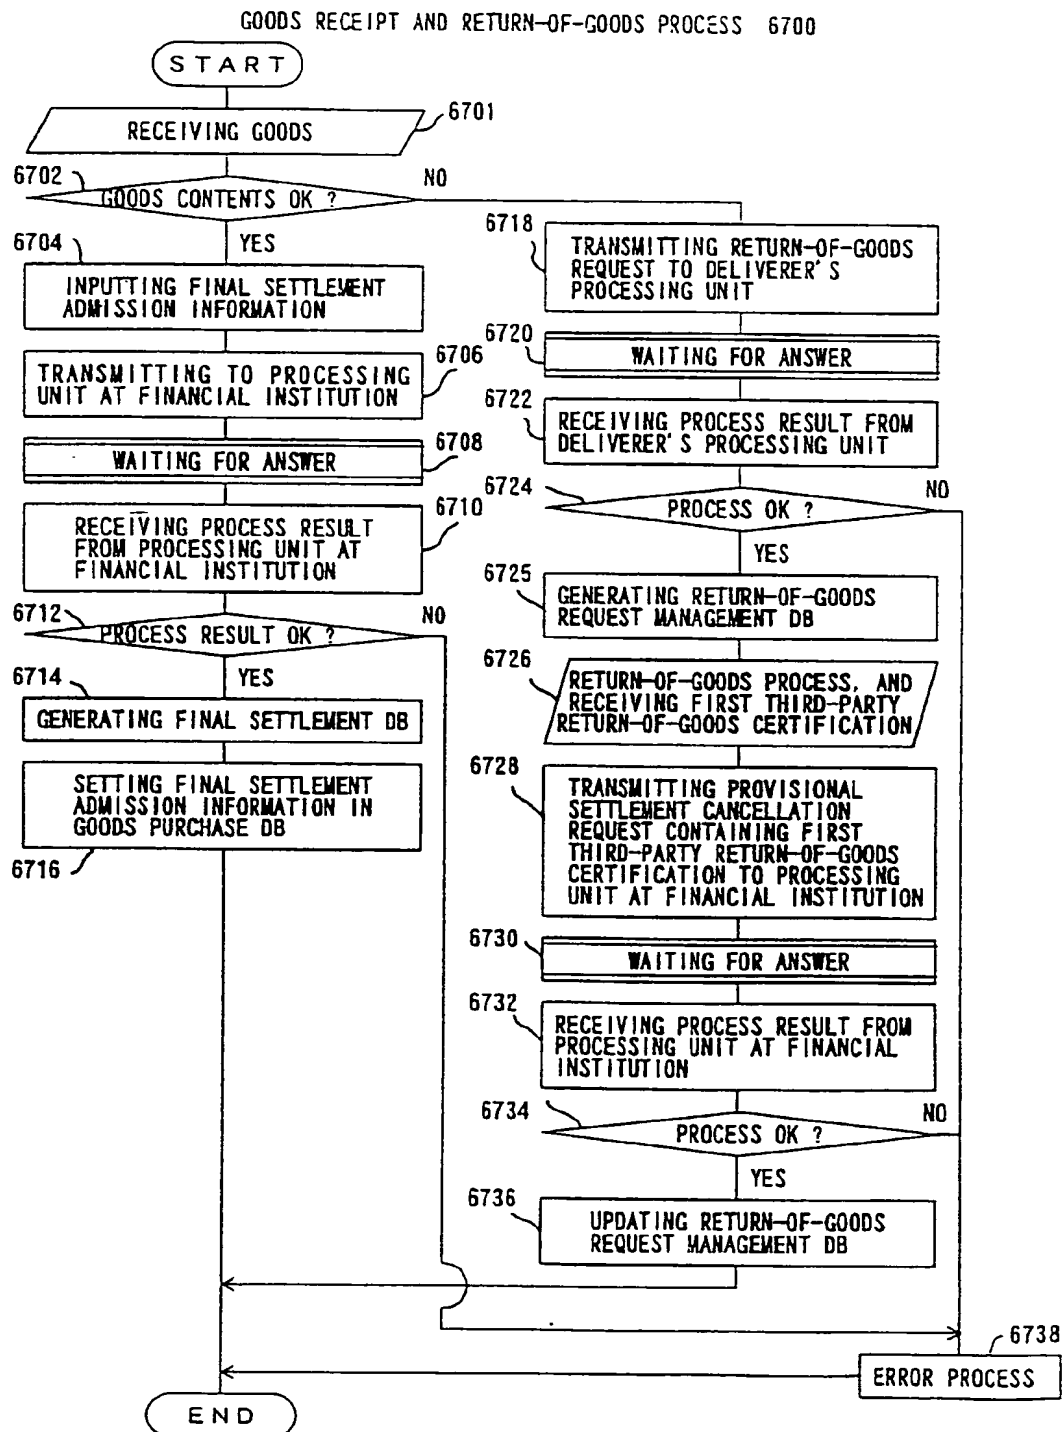 GOODS RECEIPT AND RETURN-OF-GOODS PROCESS 6700
START
6701
RECEIVING GOODS
6702
GOODS CONTENTS OK ?
NO
YES
6704
INPUTTING FINAL SETTLEMENT
ADMISSION INFORMATION
6706
TRANSMITTING TO PROCESSING
UNIT AT FINANCIAL INSTITUTION
6708
WAITING FOR ANSWER
6710
RECEIVING PROCESS RESULT
FROM PROCESSING UNIT AT
FINANCIAL INSTITUTION
6712
PROCESS RESULT OK ?
NO
YES
6714
GENERATING FINAL SETTLEMENT DB
SETTING FINAL SETTLEMENT
ADMISSION INFORMATION IN
GOODS PURCHASE DB
6716
6718
TRANSMITTING RETURN-OF-GOODS
REQUEST TO DELIVERER'S
PROCESSING UNIT
6720
WAITING FOR ANSWER
6722
RECEIVING PROCESS RESULT FROM
DELIVERER'S PROCESSING UNIT
6724
PROCESS OK ?
NO
YES
6725
GENERATING RETURN-OF-GOODS
REQUEST MANAGEMENT DB
6726
RETURN-OF-GOODS PROCESS, AND
RECEIVING FIRST THIRD-PARTY
RETURN-OF-GOODS CERTIFICATION
6728
TRANSMITTING PROVISIONAL
SETTLEMENT CANCELLATION
REQUEST CONTAINING FIRST
THIRD-PARTY RETURN-OF-GOODS
CERTIFICATION TO PROCESSING
UNIT AT FINANCIAL INSTITUTION
6730
WAITING FOR ANSWER
6732
RECEIVING PROCESS RESULT FROM
PROCESSING UNIT AT FINANCIAL
INSTITUTION
6734
PROCESS OK ?
NO
YES
6736
UPDATING RETURN-OF-GOODS
REQUEST MANAGEMENT DB
6738
ERROR PROCESS
END